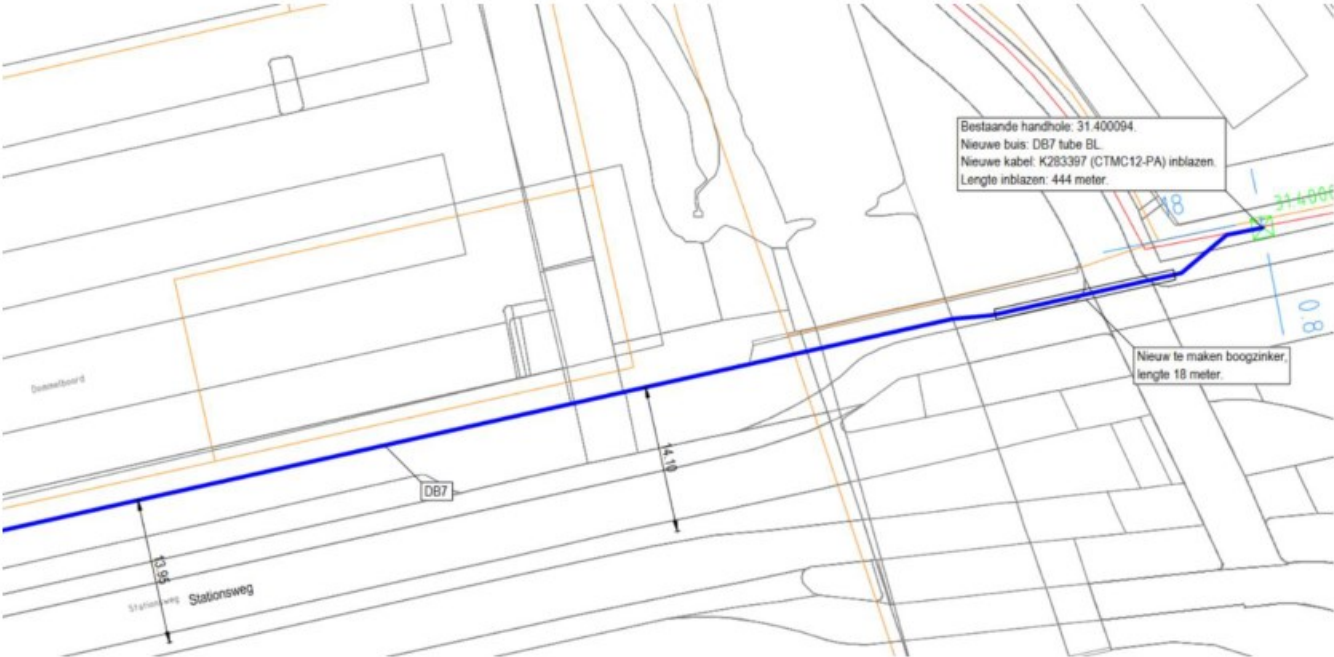 Bestaande handhole: 31.400094.
Nieuwe buis: DB7 tube BL.
Nieuwe kabel: K283397 (CTMC12-PA) inblazen.
Lengte inblazen: 444 meter.
18
0.8
Nieuw te maken boogzinker,
lengte 18 meter.
Dommelboord
14.10
DB7
13.95
Stationsweg
Stationsweg